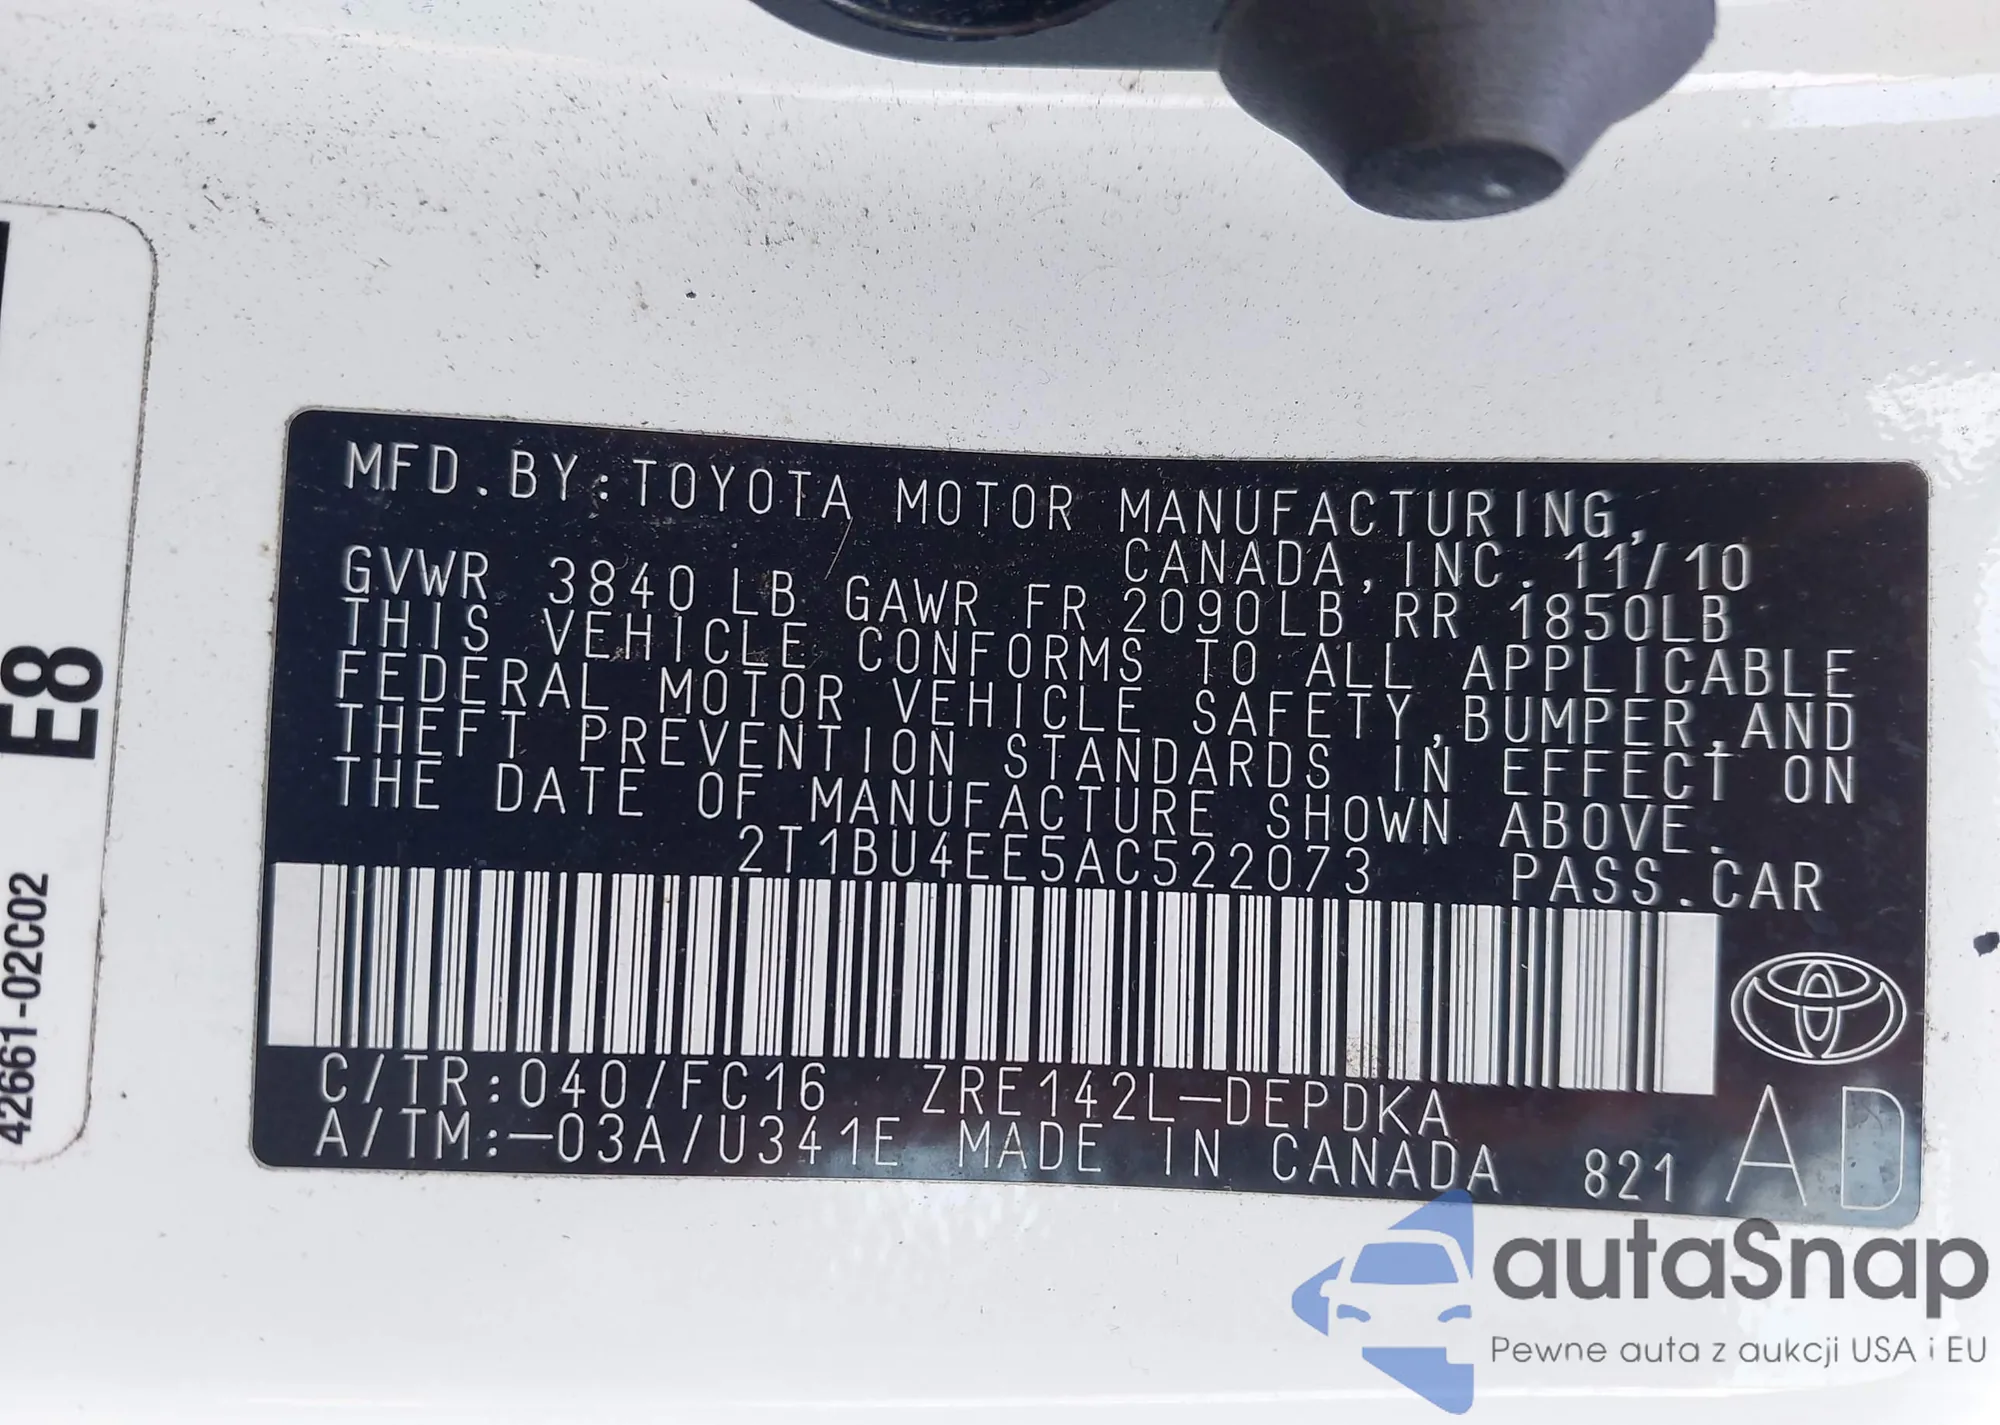 MFD.BY:TOYOTA MOTOR MANUFACTURING,
CANADA,INC. 11/10
GVWR 3840 LB GAWR FR 2090LB RR 1850LB
THIS VEHICLE CONFORMS TO ALL APPLICABLE
FEDERAL MOTOR VEHICLE SAFETY,BUMPER,AND
THEFT PREVENTION STANDARDS IN EFFECT ON
THE DATE OF MANUFACTURE SHOWN ABOVE.
2T1BU4EE5AC522073 PASS.CAR
C/TR:040/FC16 ZRE142L-DEPDKA
A/TM:-03A/U341E MADE IN CANADA 821 AD
E8
42661-02C02
autaSnap
Pewne auta z aukcji USA i EU